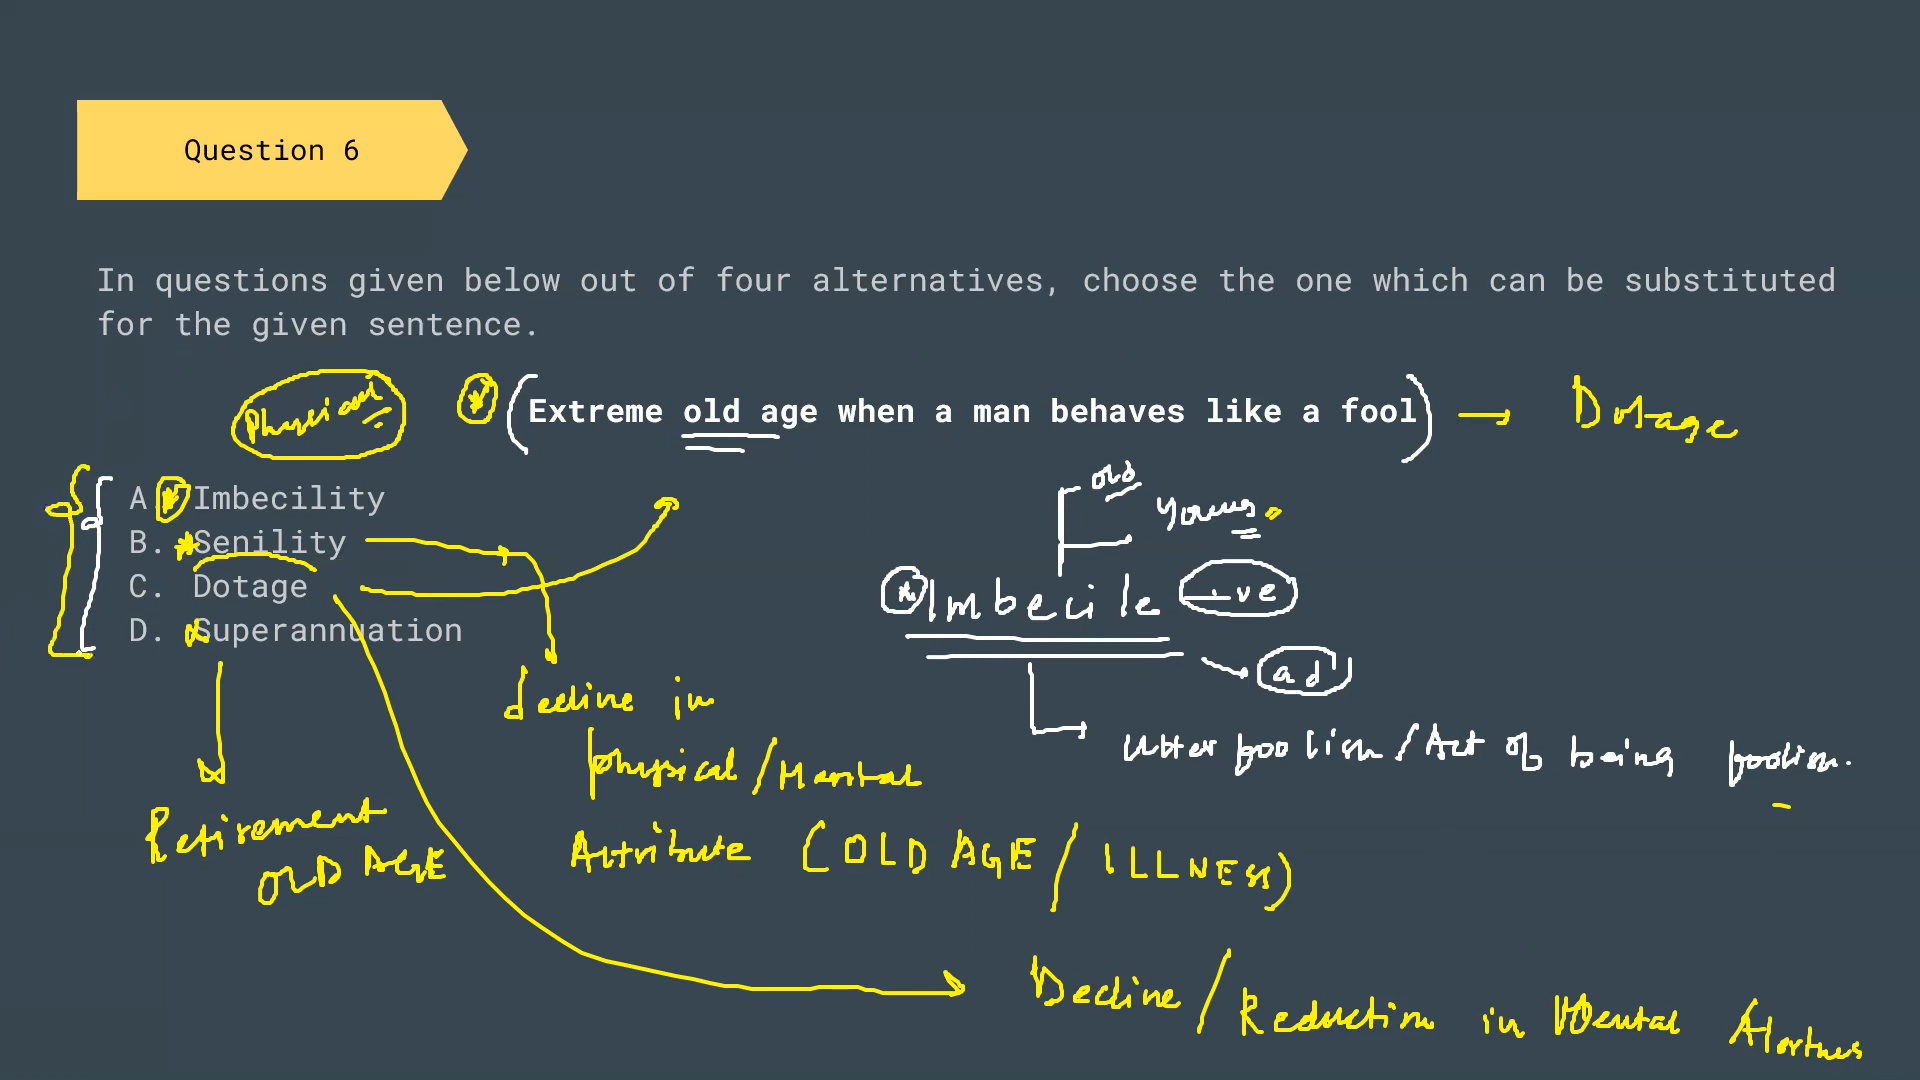 Question 6
In questions given below out of four alternatives, choose the one which can be substituted
for the given sentence.
Physical
Extreme old age when a man behaves like a fool → Dotage
A. Imbecility
B. Senility
C. Dotage
D. Superannuation
old
Young
Imbecile -ve
adj
Utter foolish / Act of being foolish.
decline in
physical / Mental
Attribute (OLD AGE / ILLNESS)
Retirement
OLD AGE
Decline / Reduction in Mental Alertness